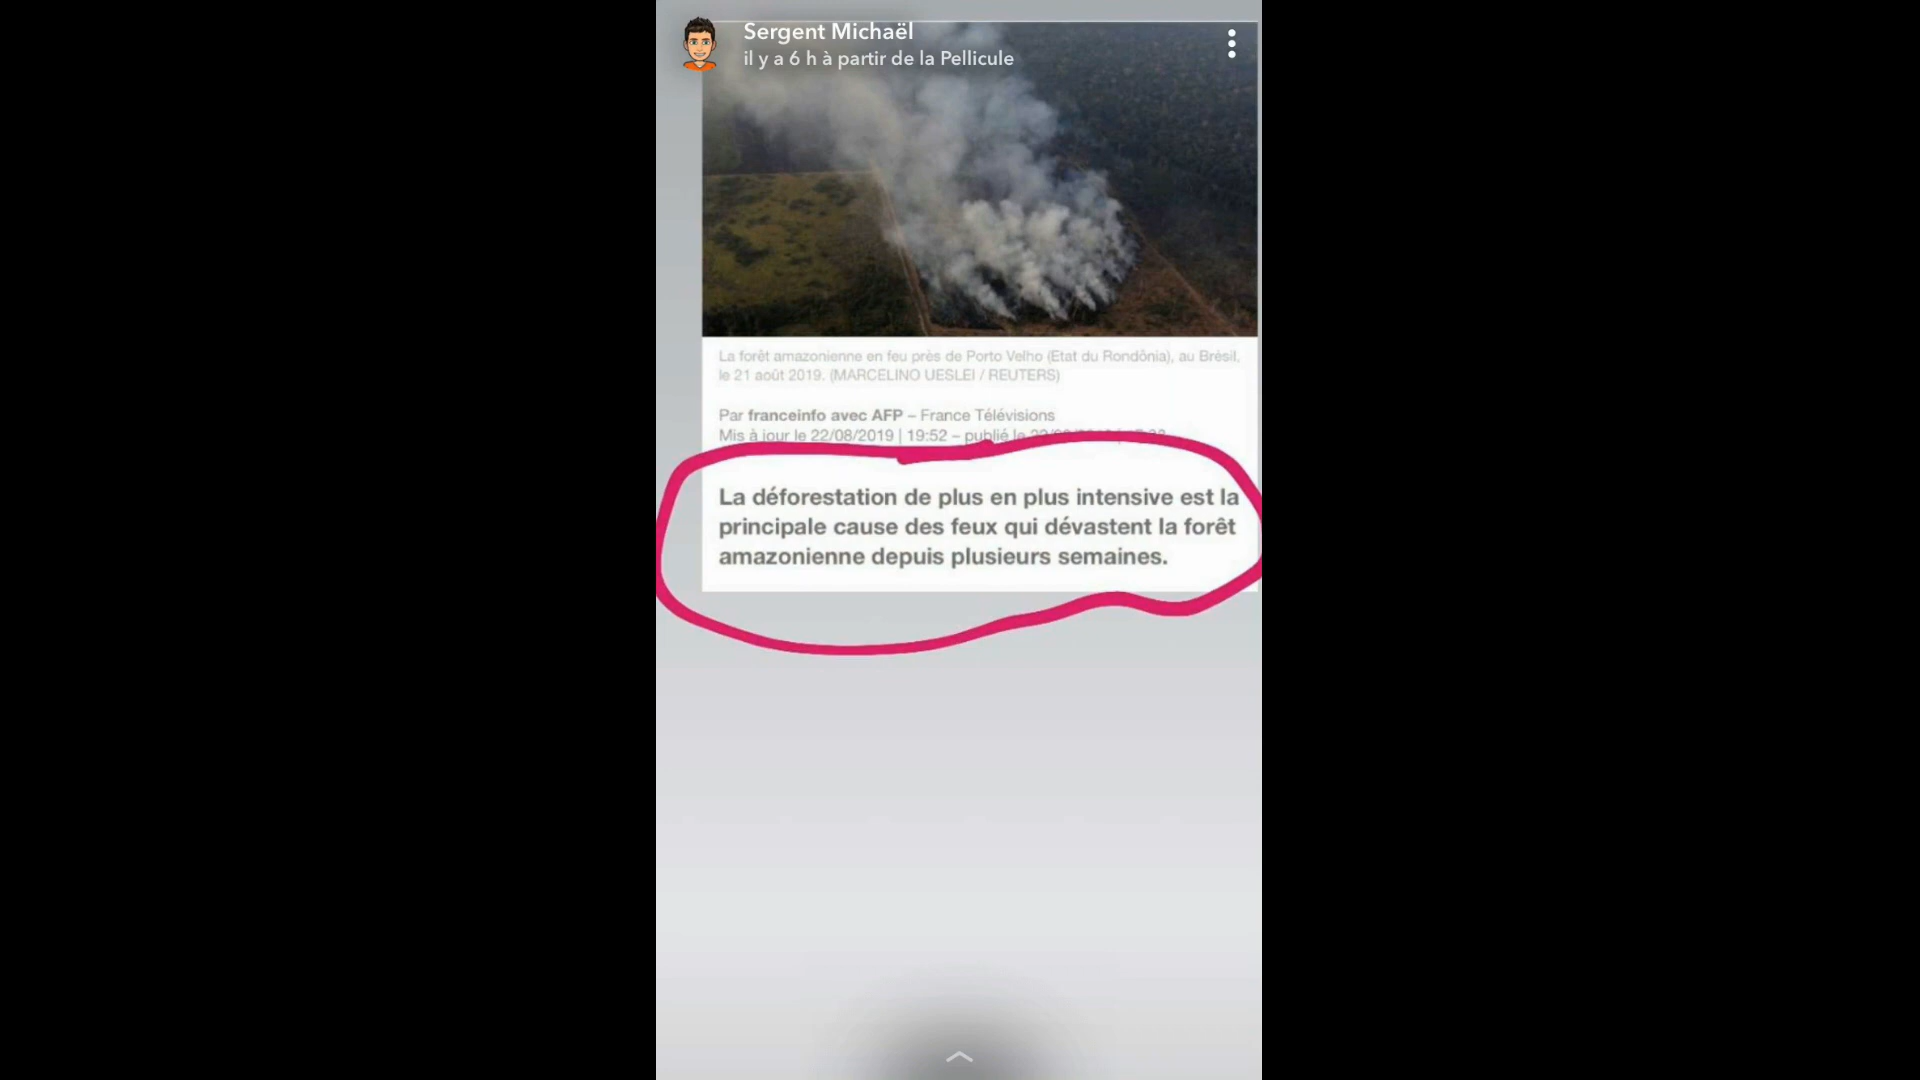 Sergent Michaël
il y a 6 h à partir de la Pellicule
La forêt amazonienne en feu près de Porto Velho (Etat du Rondônia), au Brésil,
le 21 août 2019. (MARCELINO UESLEI / REUTERS)
Par franceinfo avec AFP – France Télévisions
Mis à jour le 22/08/2019 | 19:52 – publié le
La déforestation de plus en plus intensive est la
principale cause des feux qui dévastent la forêt
amazonienne depuis plusieurs semaines.